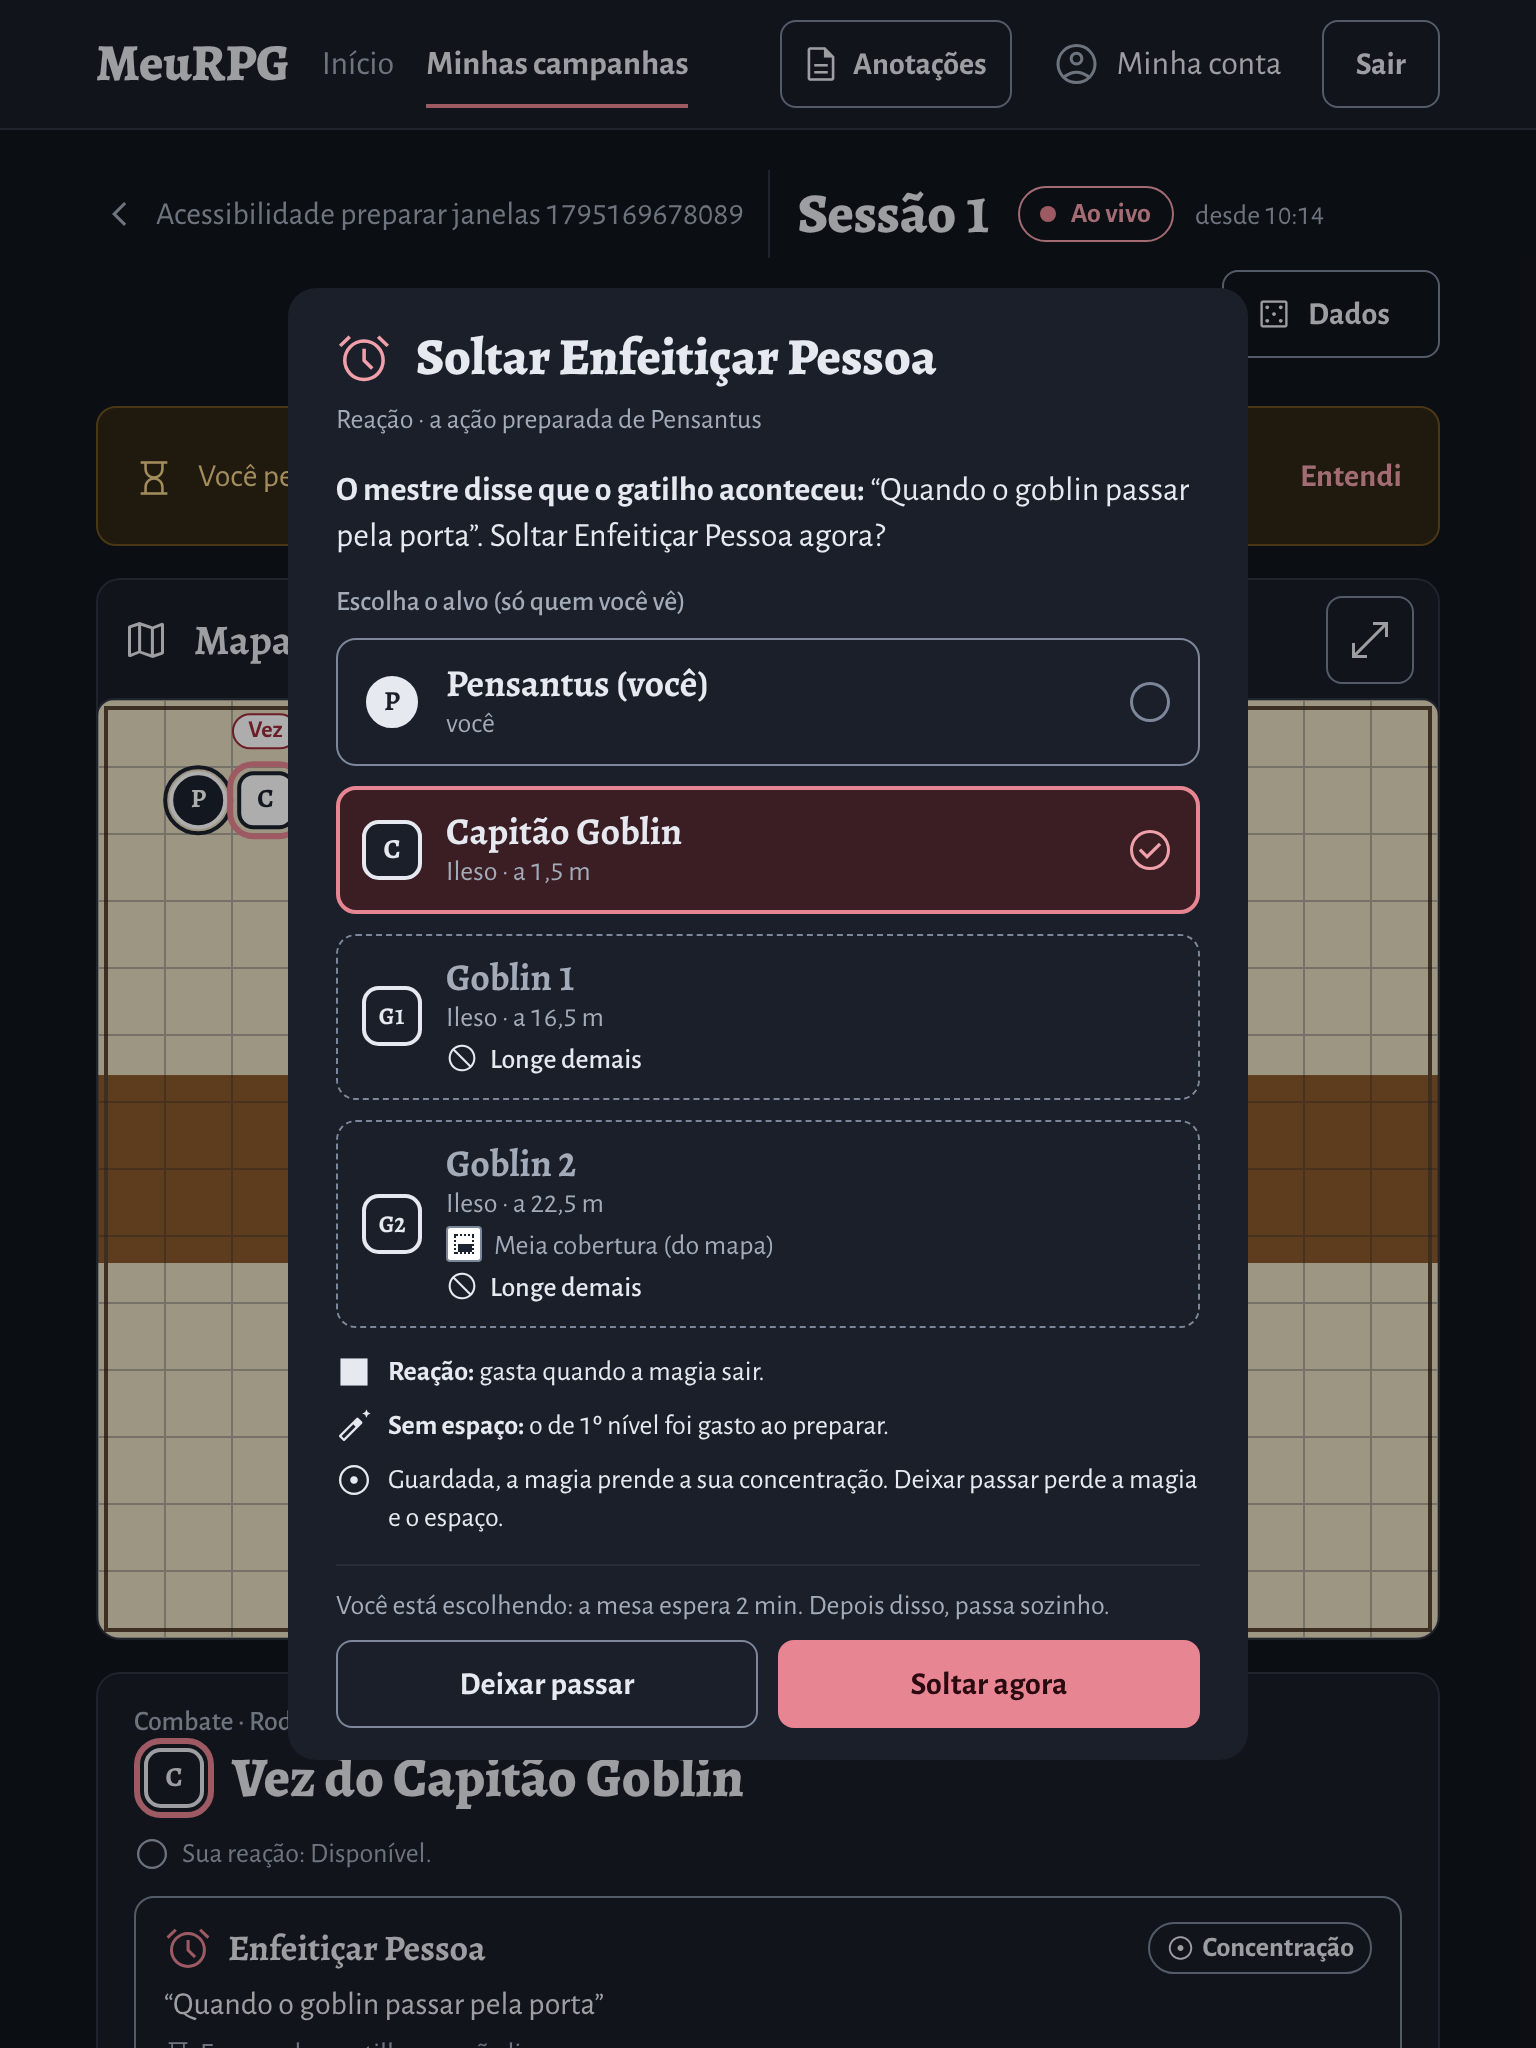 MeuRPG
Início
Minhas campanhas
Anotações
Minha conta
Sair
Acessibilidade preparar janelas 1795169678089
Sessão 1
Ao vivo
desde 10:14
Dados
Você
Entendi
Mapa
Vez
P
C
Soltar Enfeitiçar Pessoa
Reação · a ação preparada de Pensantus
O mestre disse que o gatilho aconteceu: “Quando o goblin passar
pela porta”. Soltar Enfeitiçar Pessoa agora?
Escolha o alvo (só quem você vê)
P
Pensantus (você)
você
C
Capitão Goblin
Ileso · a 1,5 m
G1
Goblin 1
Ileso · a 16,5 m
Longe demais
G2
Goblin 2
Ileso · a 22,5 m
Meia cobertura (do mapa)
Longe demais
Reação: gasta quando a magia sair.
Sem espaço: o de 1º nível foi gasto ao preparar.
Guardada, a magia prende a sua concentração. Deixar passar perde a magia
e o espaço.
Você está escolhendo: a mesa espera 2 min. Depois disso, passa sozinho.
Deixar passar
Soltar agora
Combate ·
C
Vez do Capitão Goblin
Sua reação: Disponível.
Enfeitiçar Pessoa
Concentração
“Quando o goblin passar pela porta”